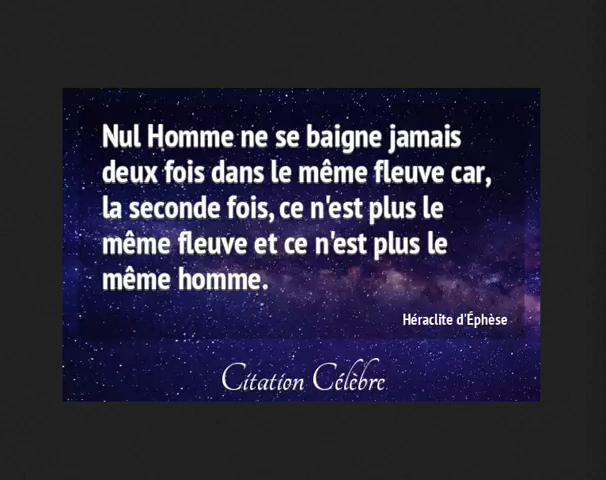 Nul Homme ne se baigne jamais
deux fois dans le même fleuve car,
la seconde fois, ce n'est plus le
même fleuve et ce n'est plus le
même homme.
Héraclite d'Éphèse
Citation Célèbre